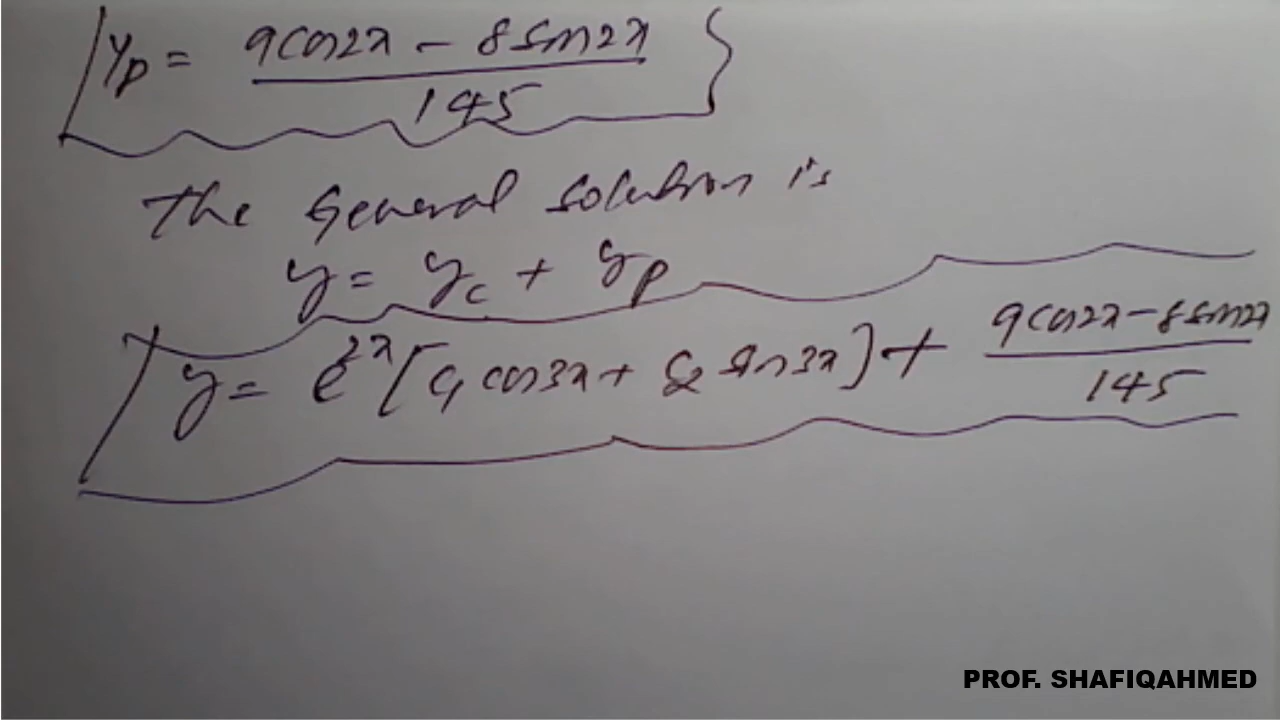 yp = 9cos2x - 8sin2x / 145
the General solution is
y = yc + yp
y = e^2x [c1 cos3x + c2 sin3x] + 9cos2x - 8sin2x / 145
PROF. SHAFIQAHMED